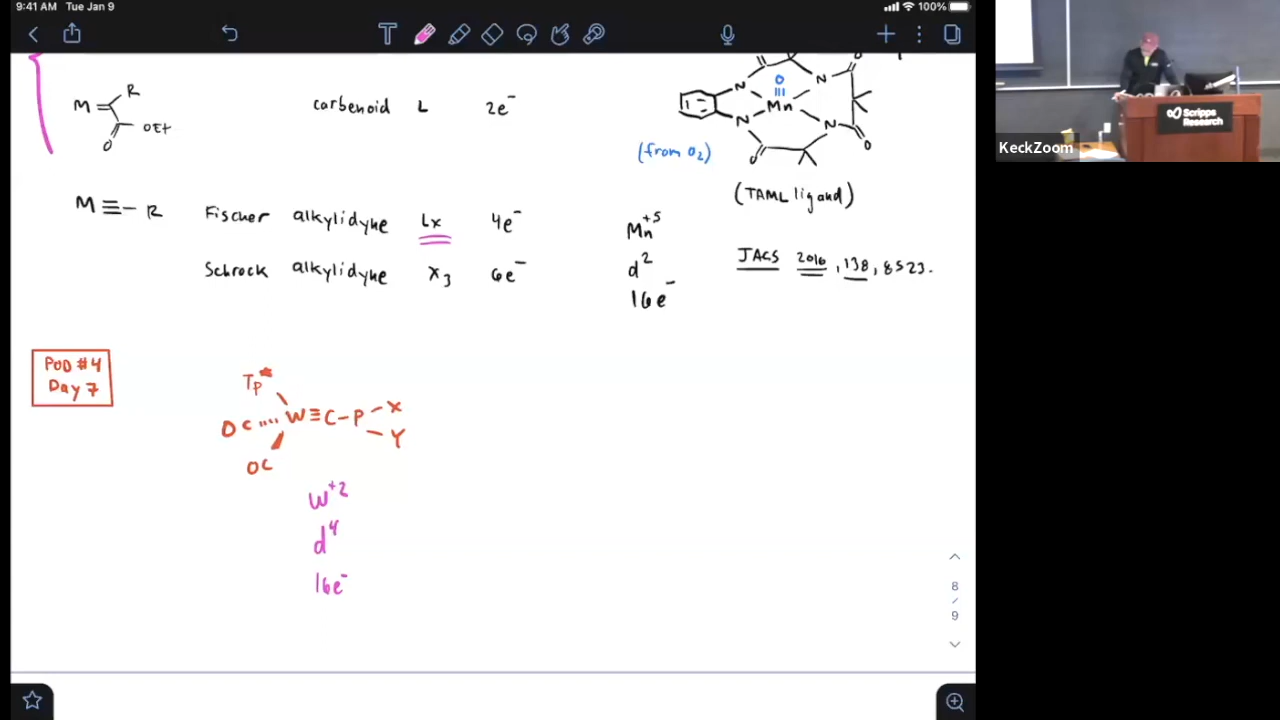 9:41 AM Tue Jan 9
100%
M R
O OEt
carbenoid L 2e⁻
O
N N
Mn
N N
O O
(from O₂)
(TAML ligand)
M≡-R Fischer alkylidyne LX 4e⁻
Schrock alkylidyne X₃ 6e⁻
Mn⁺⁵
d²
16e⁻
JACS 2016, 138, 8523.
POD #4
Day 7
Tp*
OC W≡C-P X
OC Y
W⁺²
d⁴
16e⁻
8
/
9
Scripps
Research
KeckZoom